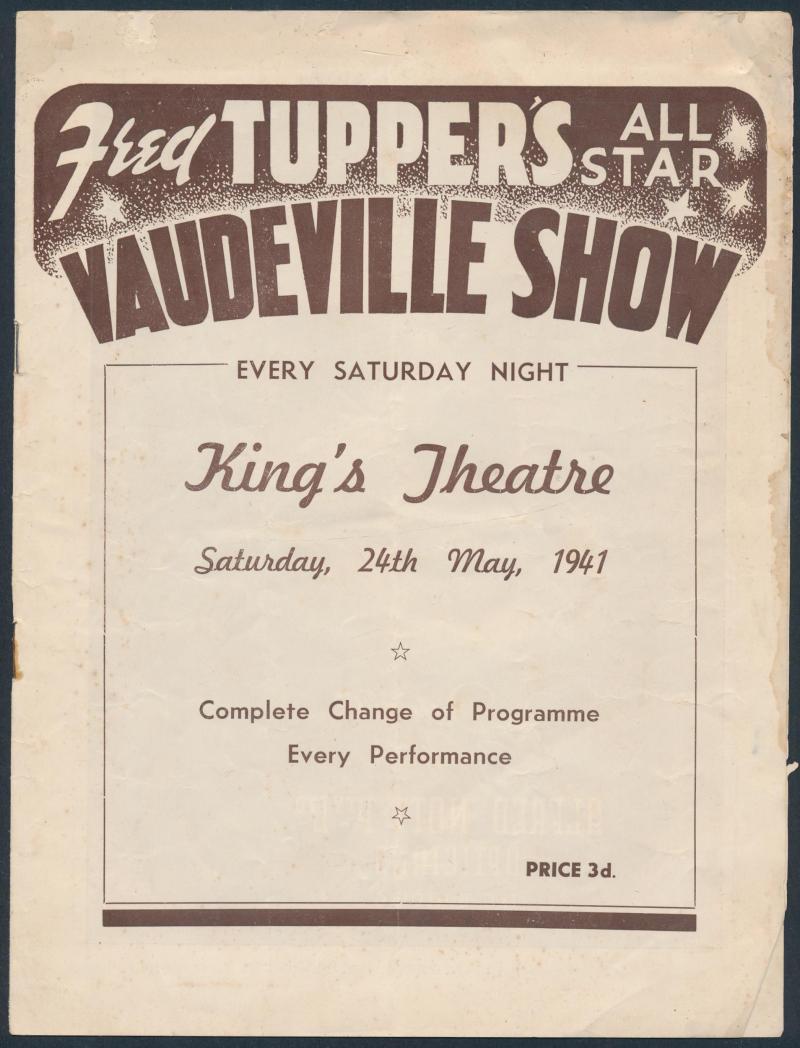 Fred TUPPER'S ALL STAR
VAUDEVILLE SHOW
EVERY SATURDAY NIGHT
King's Theatre
Saturday, 24th May, 1941
Complete Change of Programme
Every Performance
PRICE 3d.